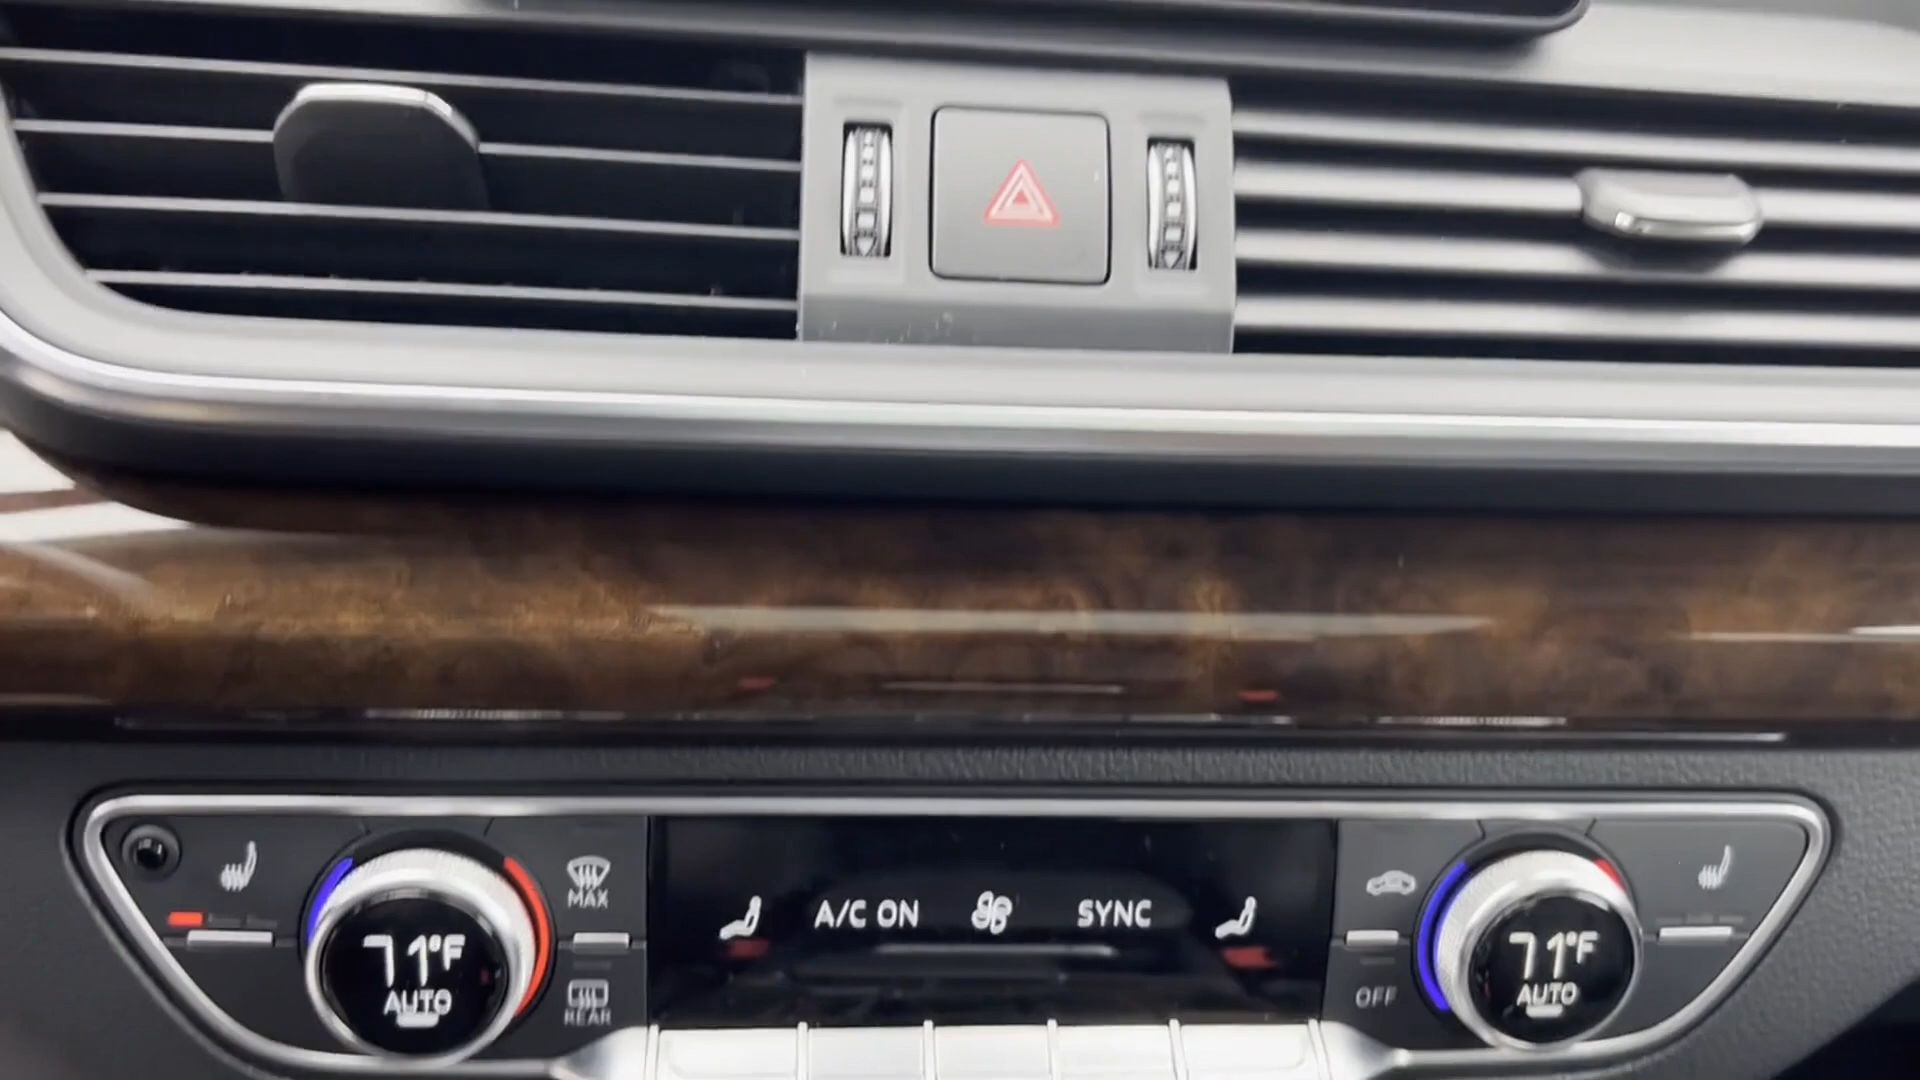 MAX
REAR
71°F
AUTO
A/C ON
SYNC
OFF
71°F
AUTO